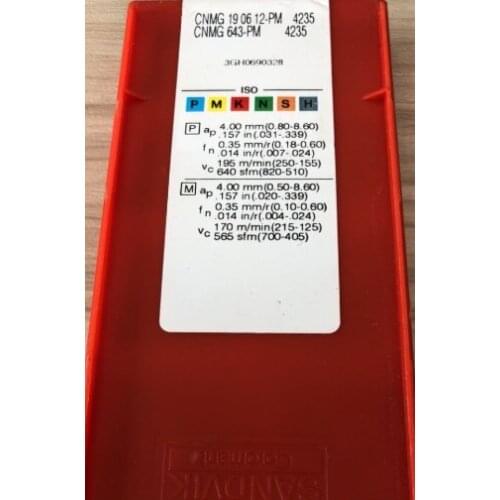 CNMG 19 06 12-PM 4235
CNMG 643-PM 4235
3GH0690328
ISO
P M K N S H
P ap 4.00 mm(0.80-8.60)
.157 in(.031-.339)
fn 0.35 mm/r(0.18-0.60)
.014 in/r(.007-.024)
vc 195 m/min(250-155)
640 sfm(820-510)
M ap 4.00 mm(0.50-8.60)
.157 in(.020-.339)
fn 0.35 mm/r(0.10-0.60)
.014 in/r(.004-.024)
vc 170 m/min(215-125)
565 sfm(700-405)
Coromant
SANDVIK